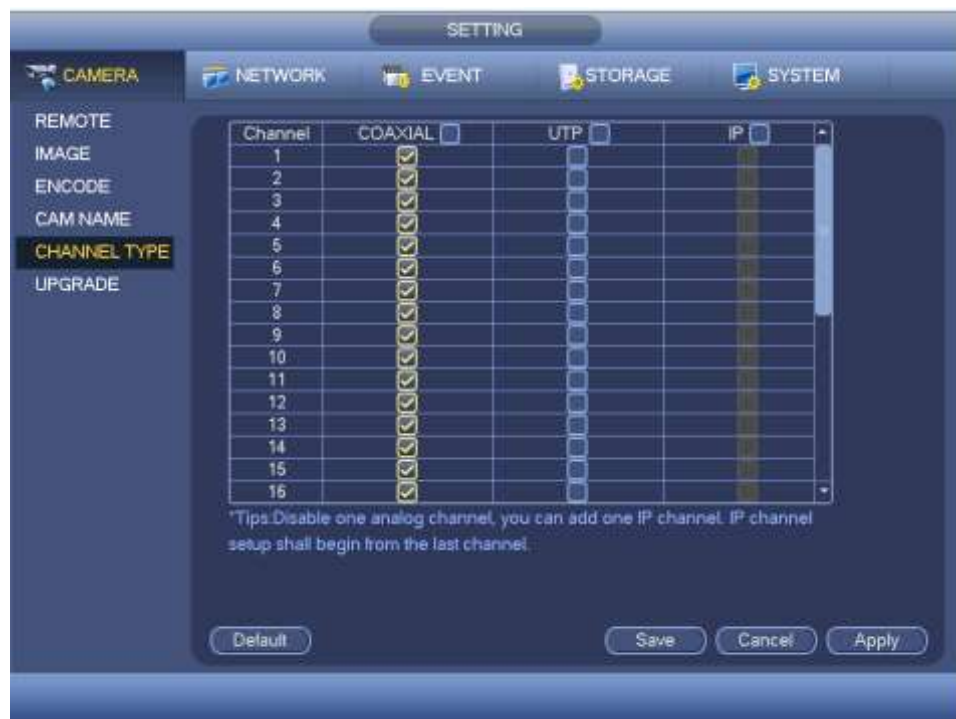 SETTING
CAMERA NETWORK EVENT STORAGE SYSTEM
REMOTE
IMAGE
ENCODE
CAM NAME
CHANNEL TYPE
UPGRADE
Channel COAXIAL UTP IP
1
2
3
4
5
6
7
8
9
10
11
12
13
14
15
16
*Tips:Disable one analog channel, you can add one IP channel. IP channel
setup shall begin from the last channel.
Default Save Cancel Apply